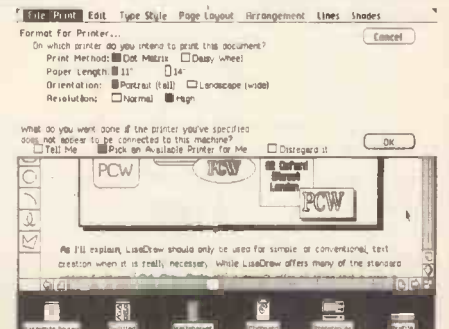 File/Print Edit Type Style Page Layout Arrangement Lines Shades
Format for Printer...
Cancel
On which printer do you intend to print this document?
Print Method: Dot Matrix Daisy Wheel
Paper Length: 11" 14"
Orientation: Portrait (tall) Landscape (wide)
Resolution: Normal High
What do you want done if the printer you've specified
does not appear to be connected to this machine?
OK
Tell Me Pick an Available Printer for Me Disregard it
PCW
PCW
62 Oxford
Street
London
PCW
As I'll explain, LisaDraw should only be used for simple or conventional text
creation when it is really necessary. While LisaDraw offers many of the standard